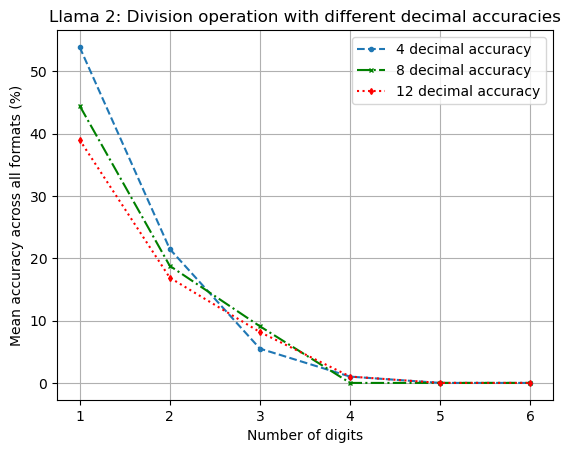 Llama 2: Division operation with different decimal accuracies
Mean accuracy across all formats (%)
50
40
30
20
10
0
4 decimal accuracy
8 decimal accuracy
12 decimal accuracy
1 2 3 4 5 6
Number of digits